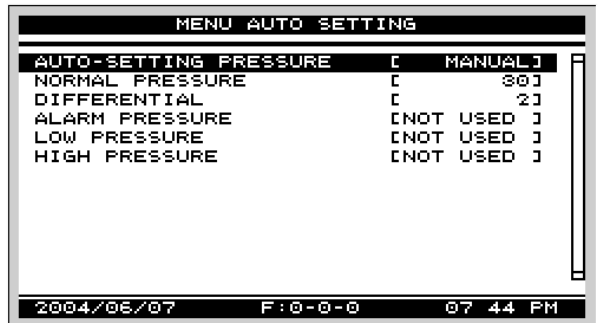 MENU AUTO SETTING
AUTO-SETTING PRESSURE [ MANUAL]
NORMAL PRESSURE [ 30]
DIFFERENTIAL [ 2]
ALARM PRESSURE [NOT USED ]
LOW PRESSURE [NOT USED ]
HIGH PRESSURE [NOT USED ]
2004/06/07 F:0-0-0 07 44 PM